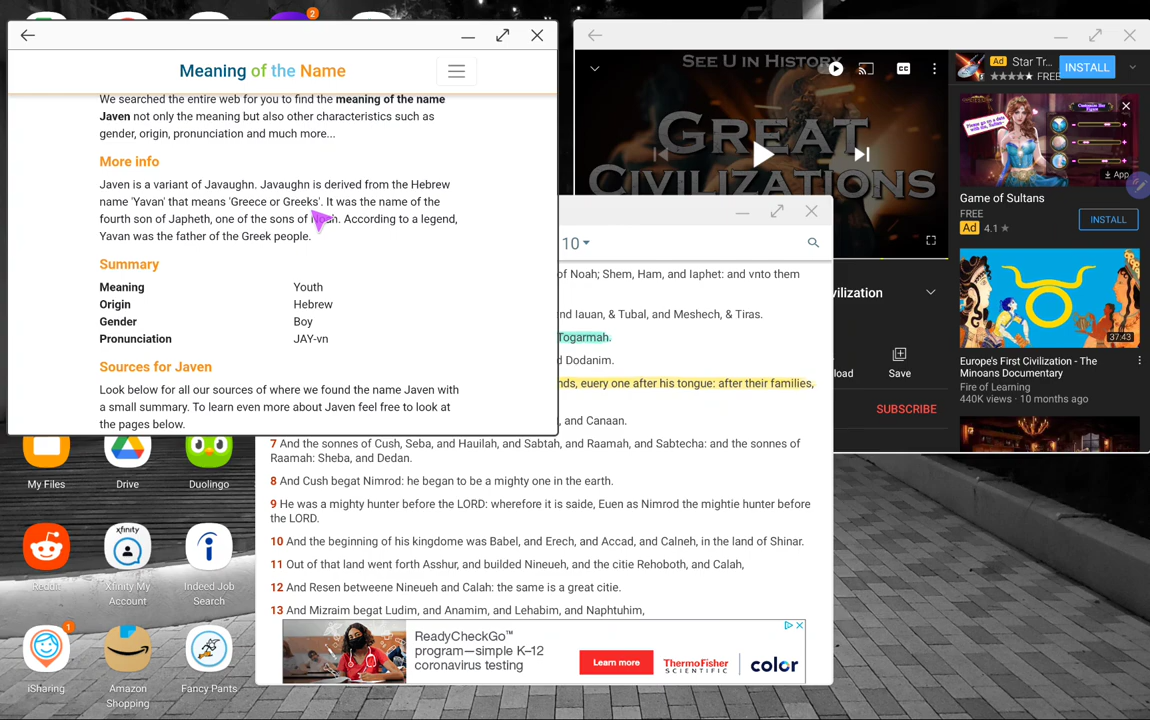 2
Meaning of the Name
We searched the entire web for you to find the meaning of the name
Javen not only the meaning but also other characteristics such as
gender, origin, pronunciation and much more...
More info
Javen is a variant of Javaughn. Javaughn is derived from the Hebrew
name 'Yavan' that means 'Greece or Greeks'. It was the name of the
fourth son of Japheth, one of the sons of According to a legend,
Yavan was the father of the Greek people.
Summary
Meaning Youth
Origin Hebrew
Gender Boy
Pronunciation JAY-vn
Sources for Javen
Look below for all our sources of where we found the name Javen with
a small summary. To learn even more about Javen feel free to look at
the pages below.
See U in History
GREAT
CIVILIZATIONS
CC
Ad Star Tr...
FREE
INSTALL
App
Game of Sultans
FREE
Ad 4.1 ★
INSTALL
37:43
Europe's First Civilization - The
Minoans Documentary
Fire of Learning
440K views · 10 months ago
ilization
load
Save
SUBSCRIBE
10
of Noah; Shem, Ham, and Iaphet: and vnto them
nd Iauan, & Tubal, and Meshech, & Tiras.
Togarmah.
d Dodanim.
nds, euery one after his tongue: after their families,
, and Canaan.
7 And the sonnes of Cush, Seba, and Hauilah, and Sabtah, and Raamah, and Sabtecha: and the sonnes of
Raamah: Sheba, and Dedan.
8 And Cush begat Nimrod: he began to be a mighty one in the earth.
9 He was a mighty hunter before the LORD: wherefore it is saide, Euen as Nimrod the mightie hunter before
the LORD.
10 And the beginning of his kingdome was Babel, and Erech, and Accad, and Calneh, in the land of Shinar.
11 Out of that land went forth Asshur, and builded Nineueh, and the citie Rehoboth, and Calah,
12 And Resen betweene Nineueh and Calah: the same is a great citie.
13 And Mizraim begat Ludim, and Anamim, and Lehabim, and Naphtuhim,
ReadyCheckGo™
program—simple K–12
coronavirus testing
Learn more
ThermoFisher
SCIENTIFIC
color
My Files
Drive
Duolingo
Reddit
xfinity
Xfinity My
Account
Indeed Job
Search
1
iSharing
Amazon
Shopping
Fancy Pants